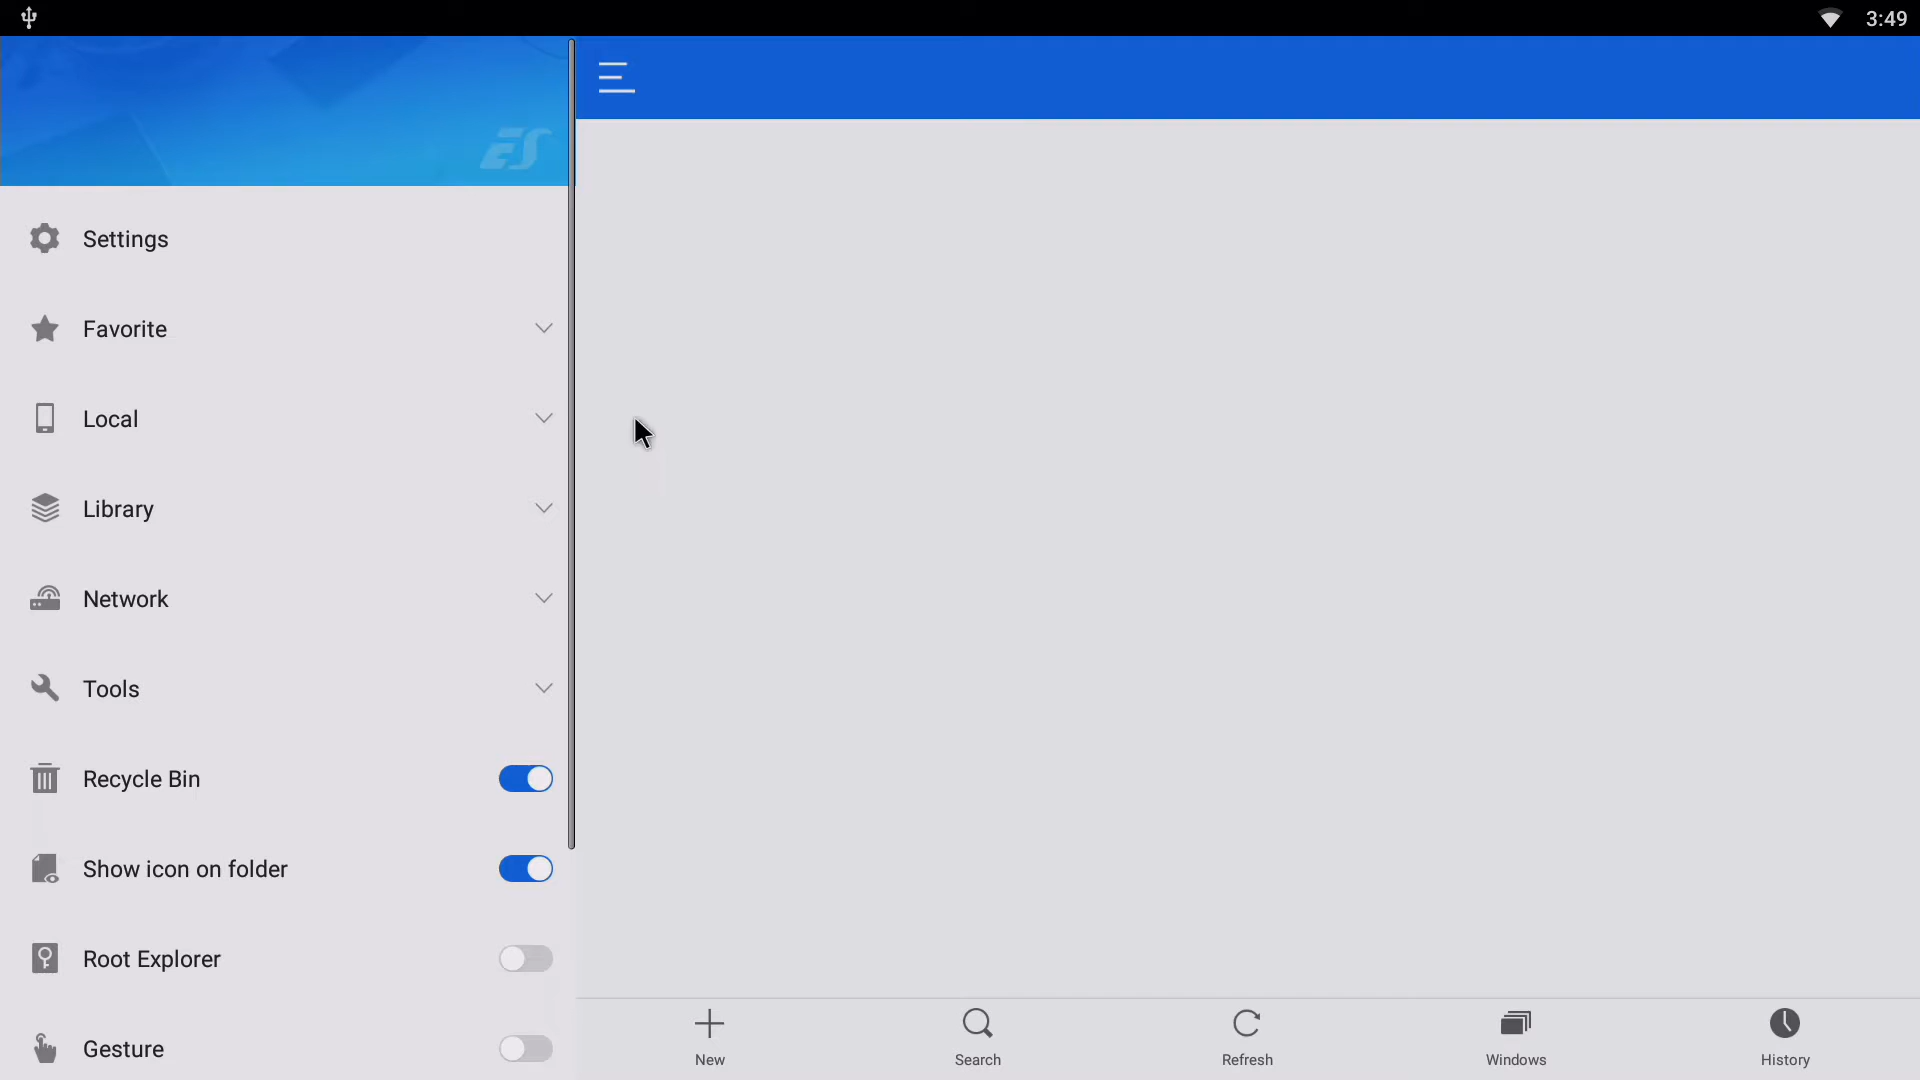 3:49
ES
Settings
Favorite
Local
Library
Network
Tools
Recycle Bin
Show icon on folder
Root Explorer
Gesture
New
Search
Refresh
Windows
History